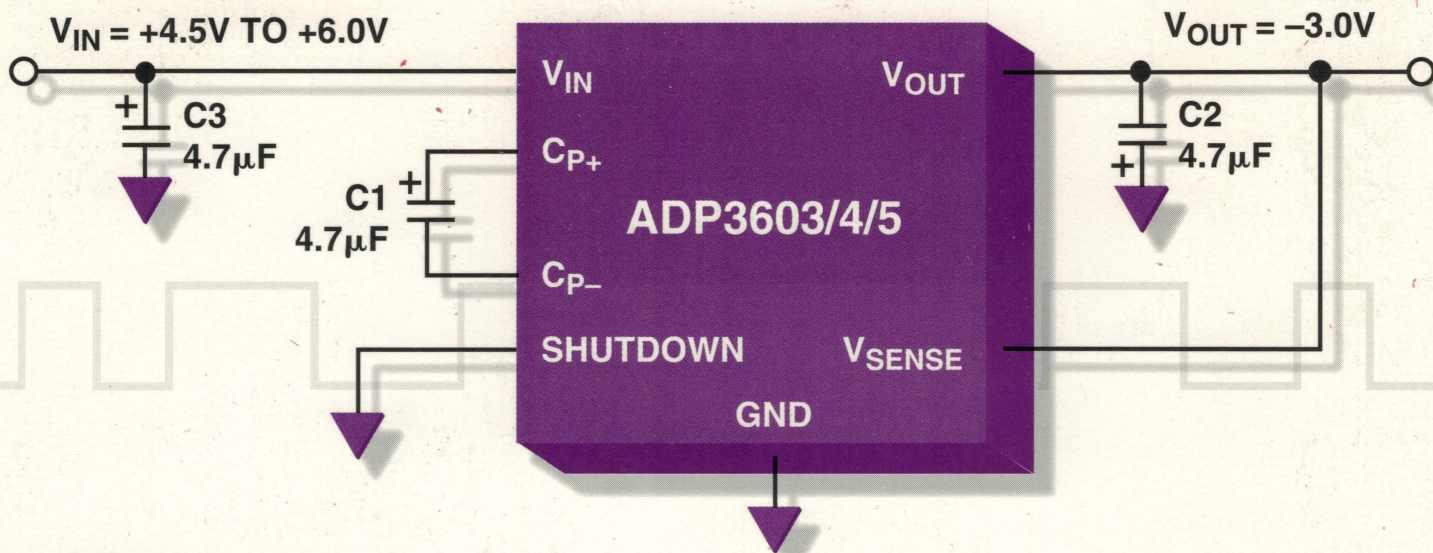 V_IN = +4.5V TO +6.0V
V_OUT = –3.0V
V_IN
V_OUT
+
C3
4.7µF
C_P+
+
C1
4.7µF
ADP3603/4/5
C2
4.7µF
+
C_P–
SHUTDOWN
V_SENSE
GND